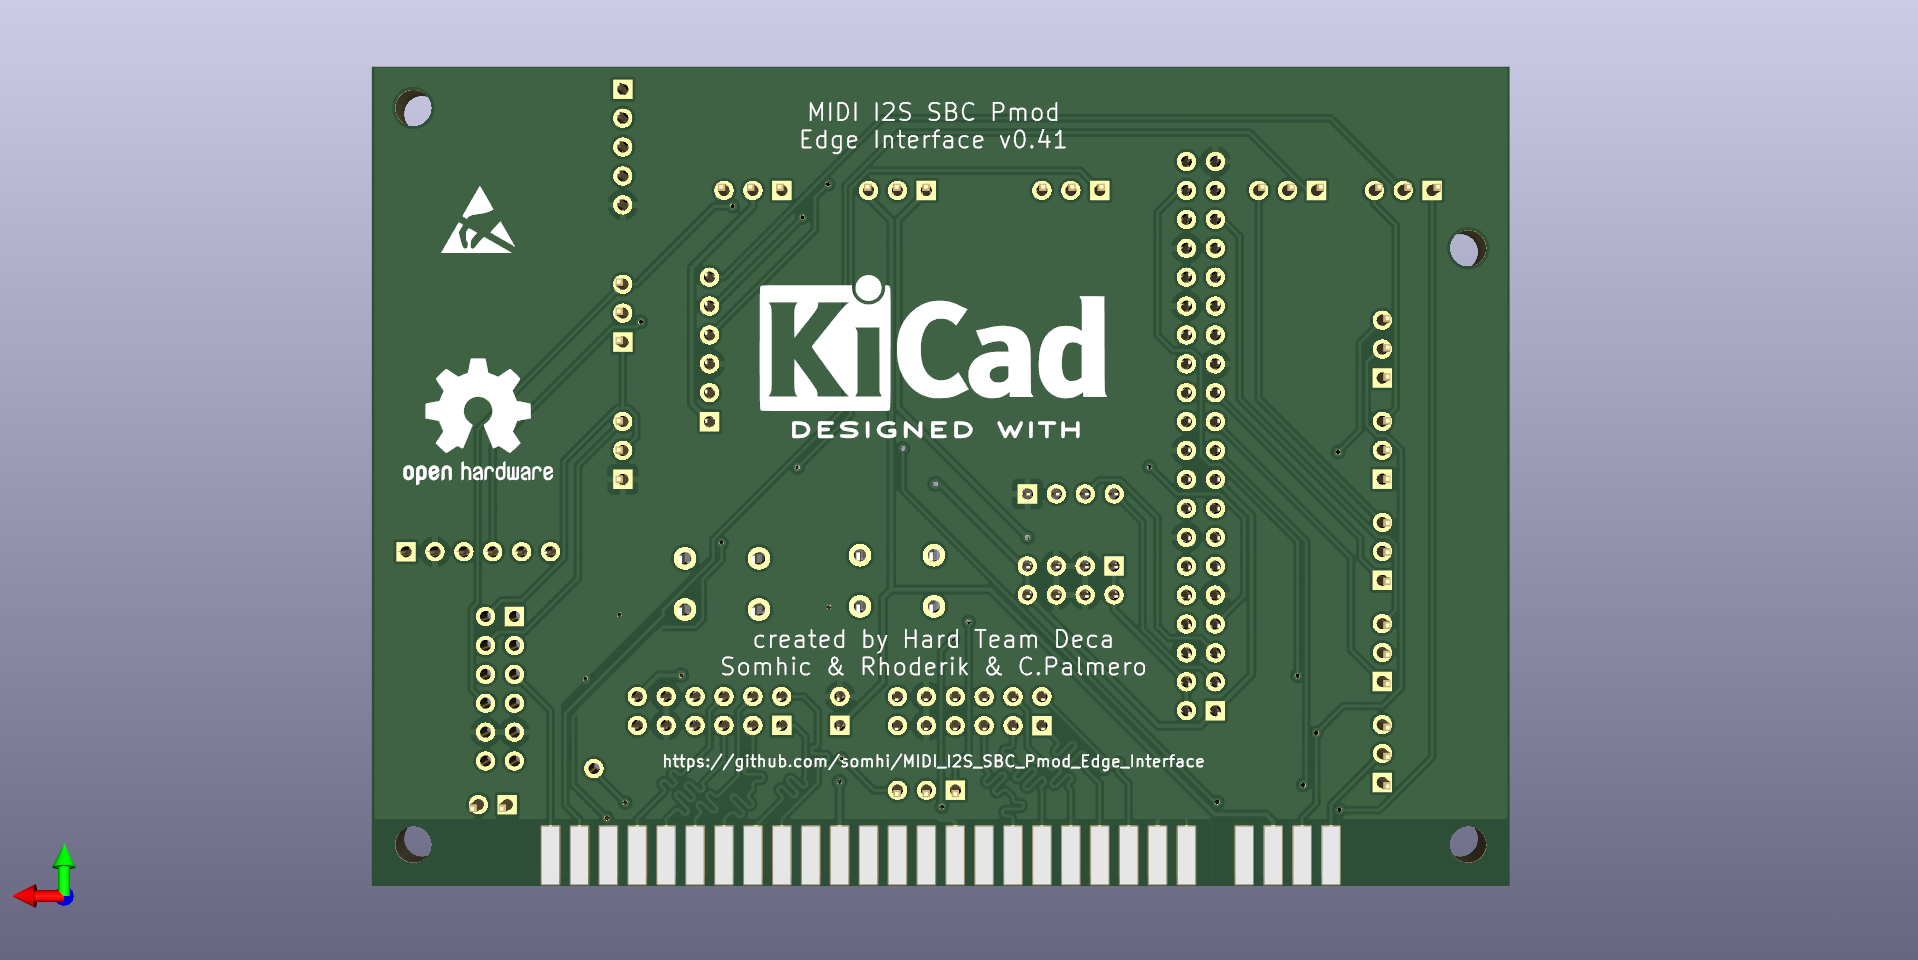 MIDI I2S SBC Pmod
Edge Interface v0.41
KiCad
DESIGNED WITH
open hardware
created by Hard Team Deca
Somhic & Rhoderik & C.Palmero
https://github.com/somhi/MIDI_I2S_SBC_Pmod_Edge_Interface